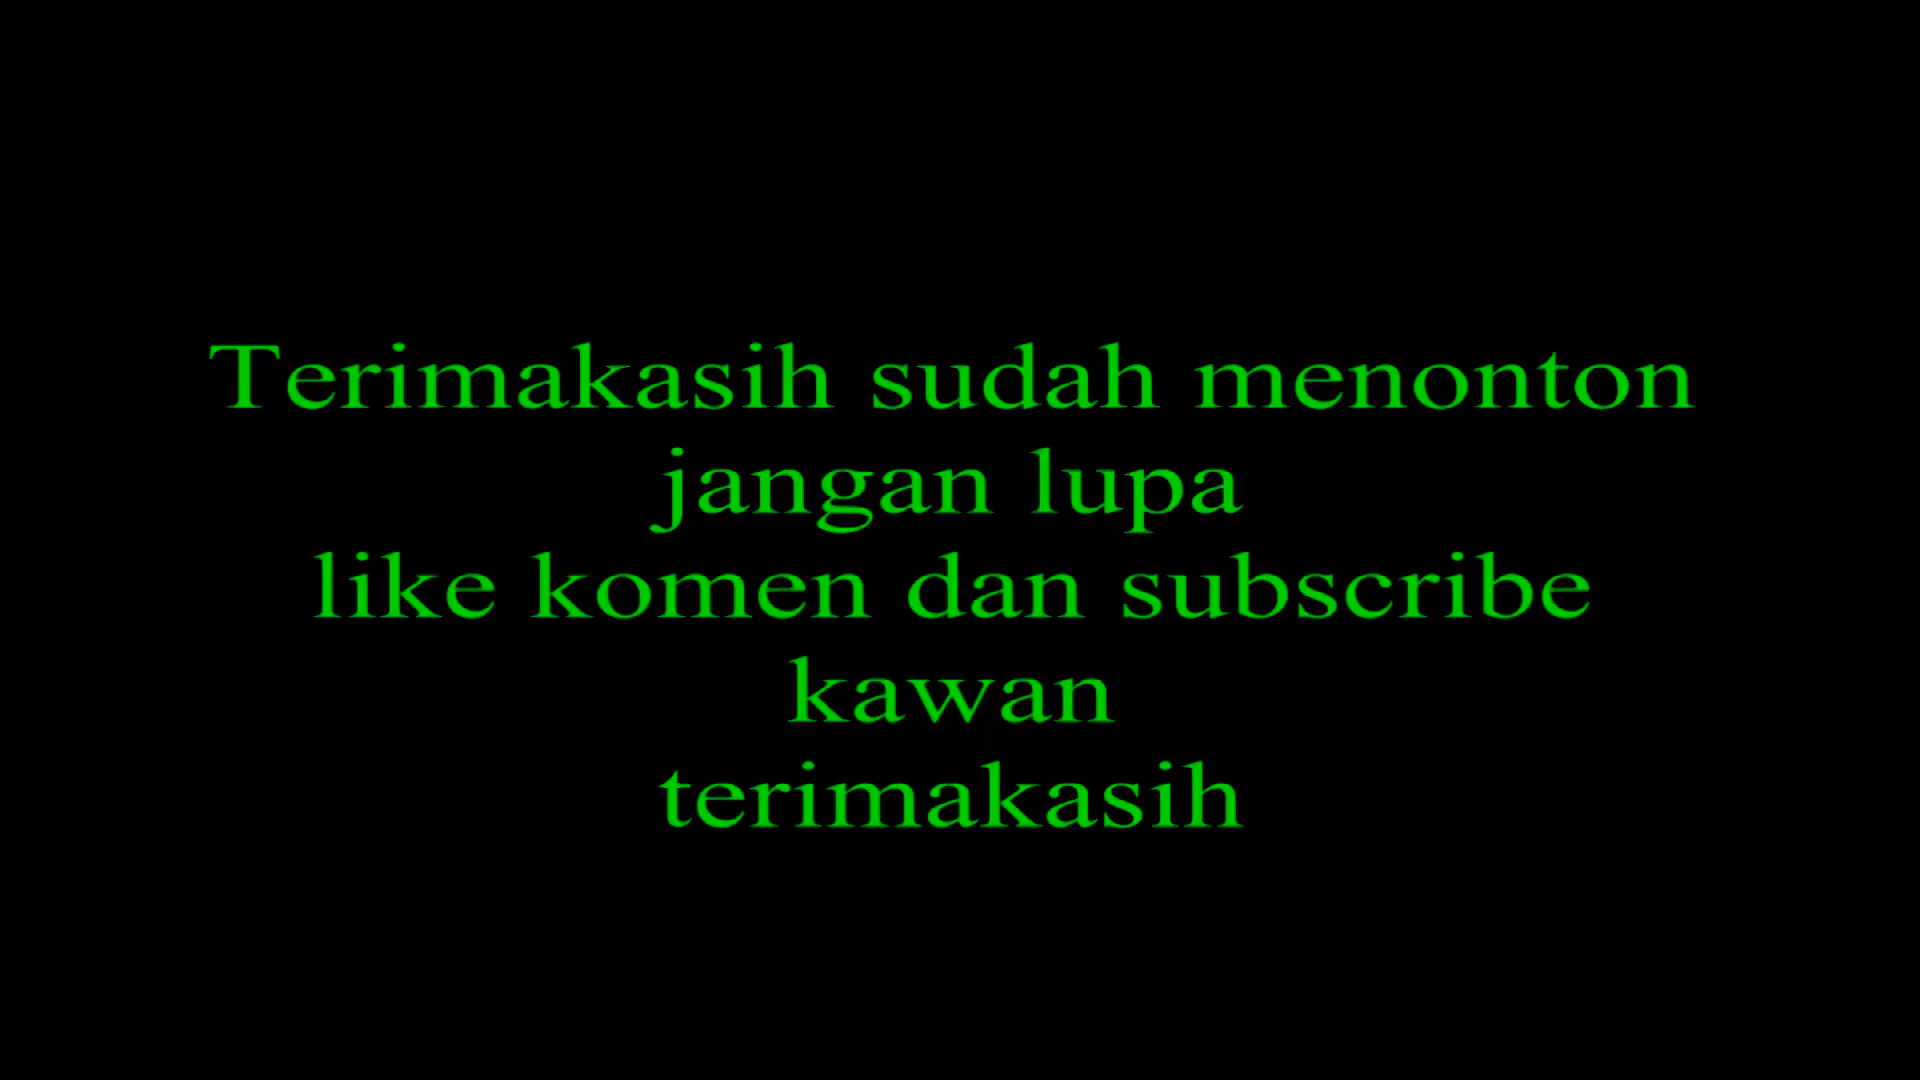 Terimakasih sudah menonton
jangan lupa
like komen dan subscribe
kawan
terimakasih